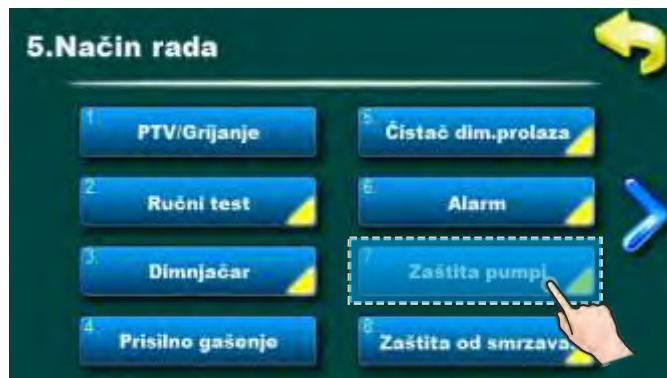 5.Način rada
1 PTV/Grijanje
2 Ručni test
3 Dimnjačar
4 Prisilno gašenje
5 Čistač dim.prolaza
6 Alarm
7 Zaštita pumpi
8 Zaštita od